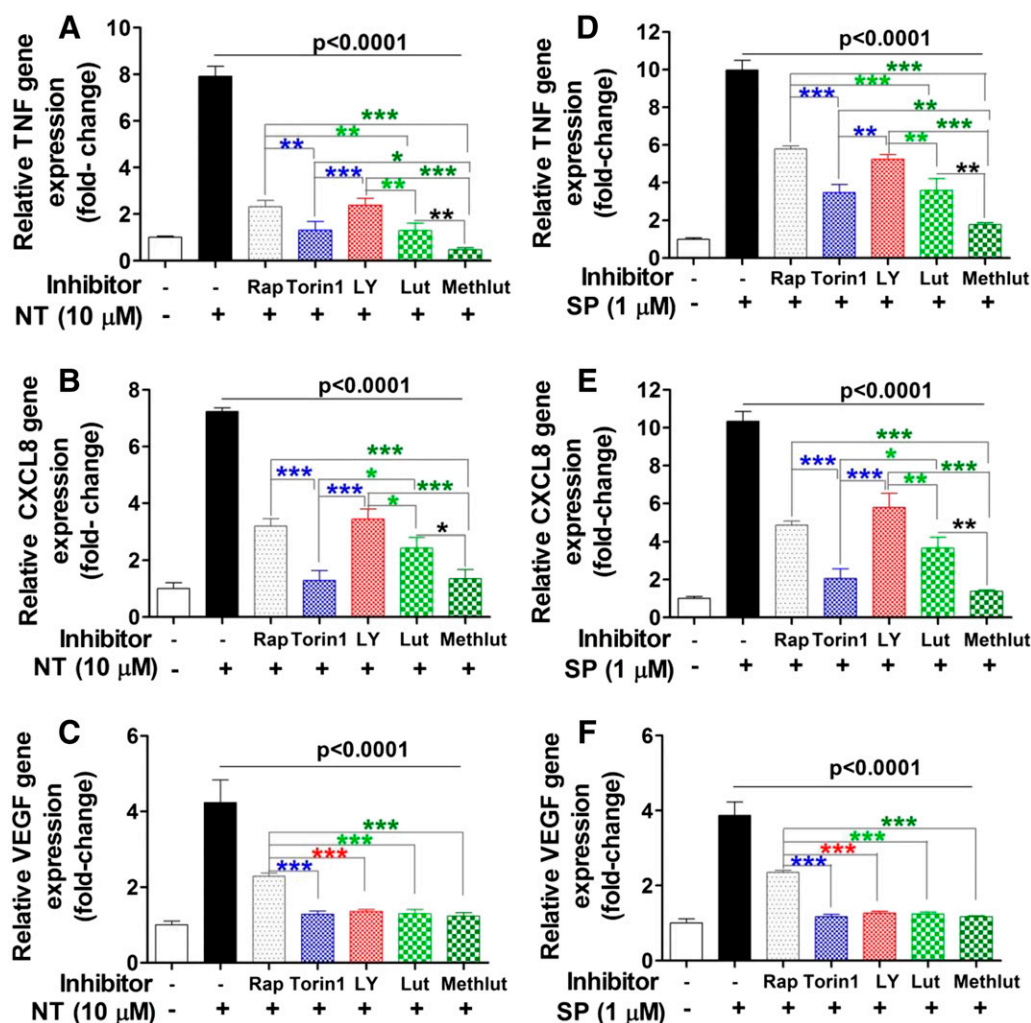 A
Relative TNF gene
expression
(fold- change)
10
8
6
4
2
0
p<0.0001
***
**
**
*
***
***
**
**
Inhibitor - - Rap Torin1 LY Lut Methlut
NT (10 μM) - + + + + + +
D
Relative TNF gene
expression
(fold-change)
12
10
8
6
4
2
0
p<0.0001
***
***
***
**
**
***
**
**
Inhibitor - - Rap Torin1 LY Lut Methlut
SP (1 μM) - + + + + + +
B
Relative CXCL8 gene
expression
(fold- change)
8
6
4
2
0
p<0.0001
***
***
*
***
***
*
*
Inhibitor - - Rap Torin1 LY Lut Methlut
NT (10 μM) - + + + + + +
E
Relative CXCL8 gene
expression
(fold-change)
12
10
8
6
4
2
0
p<0.0001
***
*
***
***
***
**
**
Inhibitor - - Rap Torin1 LY Lut Methlut
SP (1 μM) - + + + + + +
C
Relative VEGF gene
expression
(fold-change)
6
4
2
0
p<0.0001
***
***
***
***
Inhibitor - - Rap Torin1 LY Lut Methlut
NT (10 μM) - + + + + + +
F
Relative VEGF gene
expression
(fold-change)
6
4
2
0
p<0.0001
***
***
***
***
Inhibitor - - Rap Torin1 LY Lut Methlut
SP (1 μM) - + + + + + +